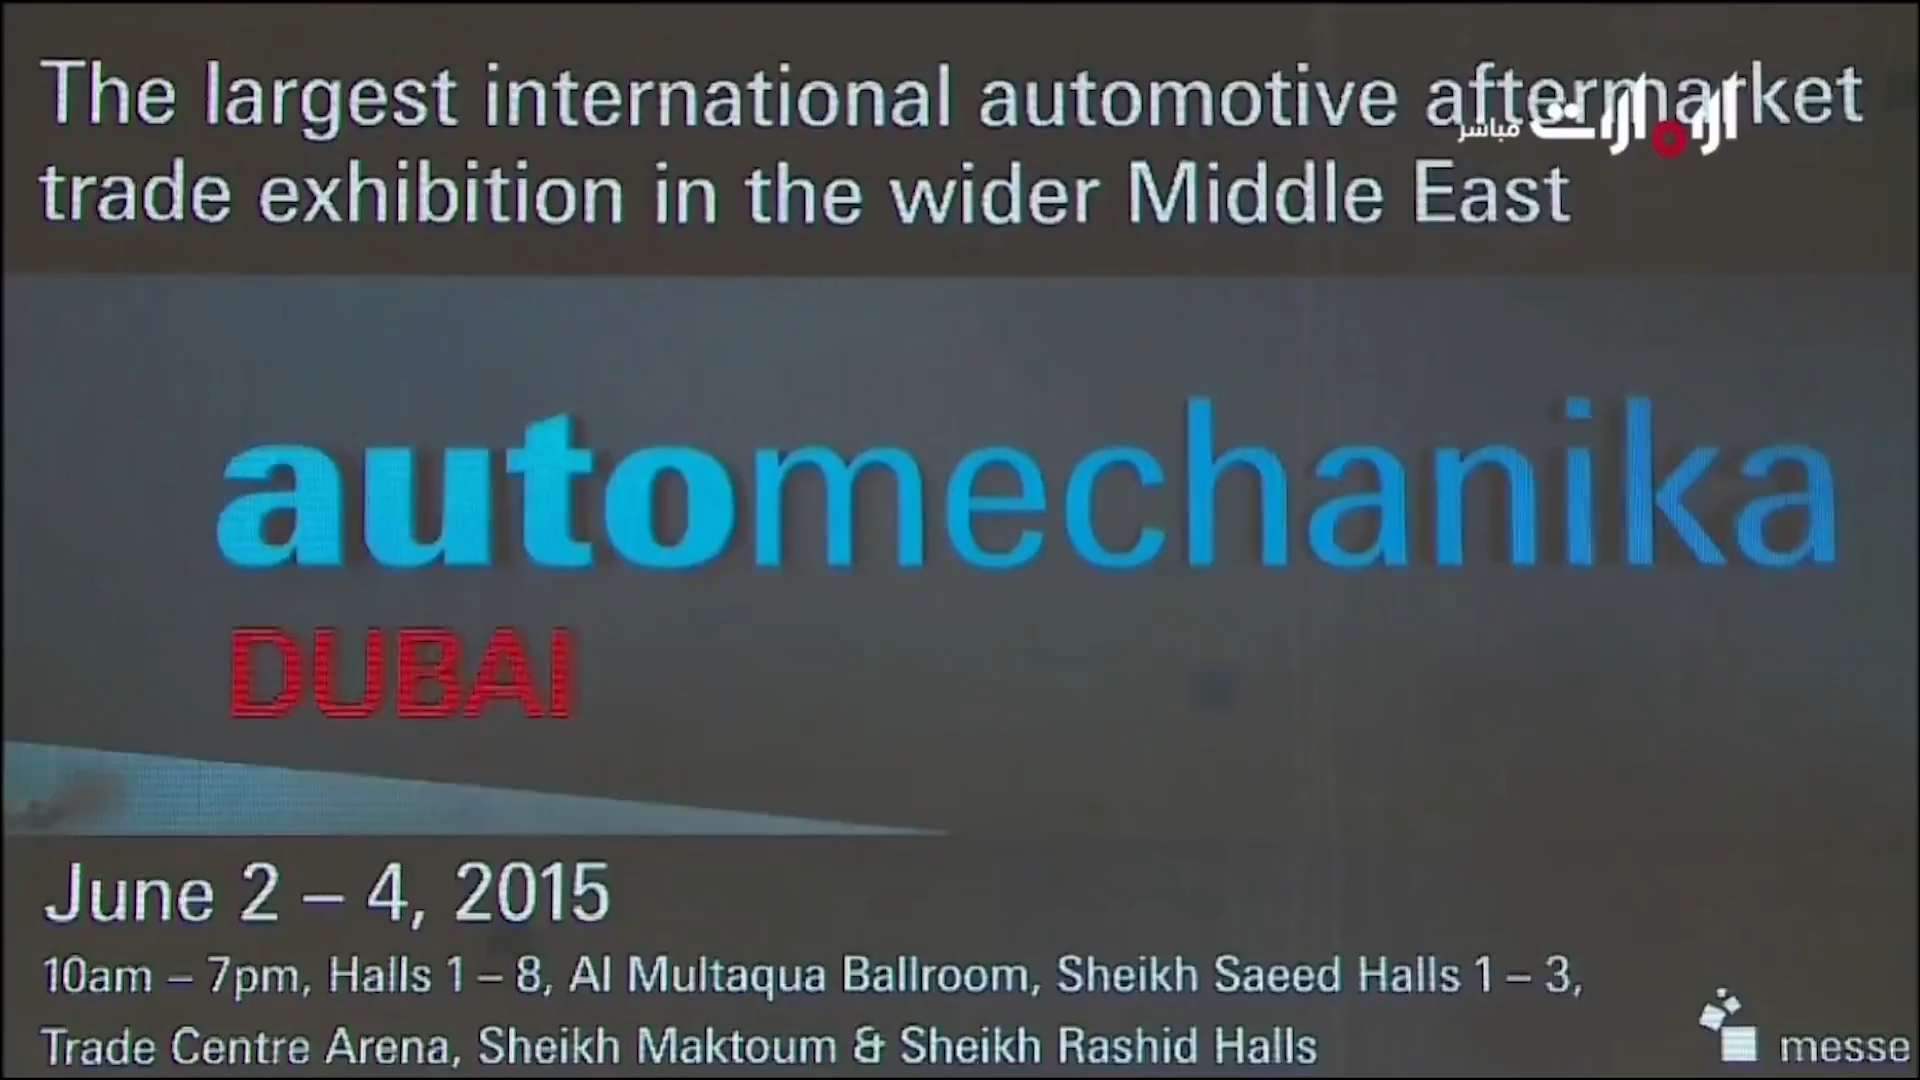 The largest international automotive aftermarket
الإمارات مباشر
trade exhibition in the wider Middle East
automechanika
DUBAI
June 2 – 4, 2015
10am – 7pm, Halls 1 – 8, Al Multaqua Ballroom, Sheikh Saeed Halls 1 – 3,
Trade Centre Arena, Sheikh Maktoum & Sheikh Rashid Halls
messe